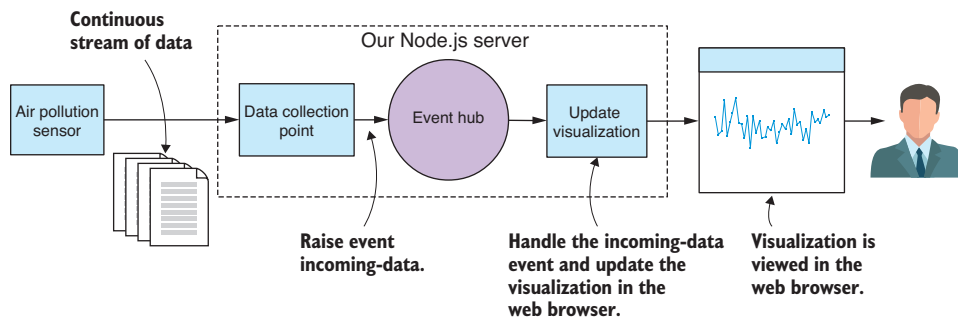 Continuous
stream of data
Our Node.js server
Air pollution
sensor
Data collection
point
Event hub
Update
visualization
Raise event
incoming-data.
Handle the incoming-data
event and update the
visualization in the
web browser.
Visualization is
viewed in the
web browser.